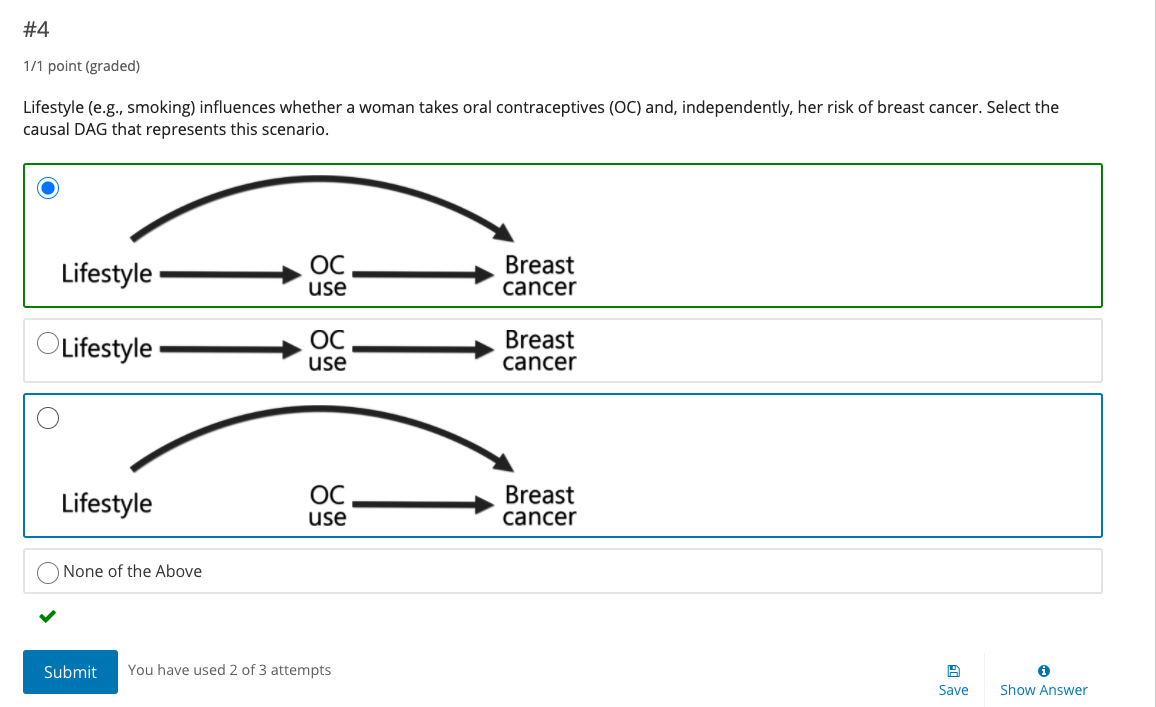 #4
1/1 point (graded)
Lifestyle (e.g., smoking) influences whether a woman takes oral contraceptives (OC) and, independently, her risk of breast cancer. Select the
causal DAG that represents this scenario.
Lifestyle OC use Breast cancer
Lifestyle OC use Breast cancer
Lifestyle OC use Breast cancer
None of the Above
Submit
You have used 2 of 3 attempts
Save
Show Answer